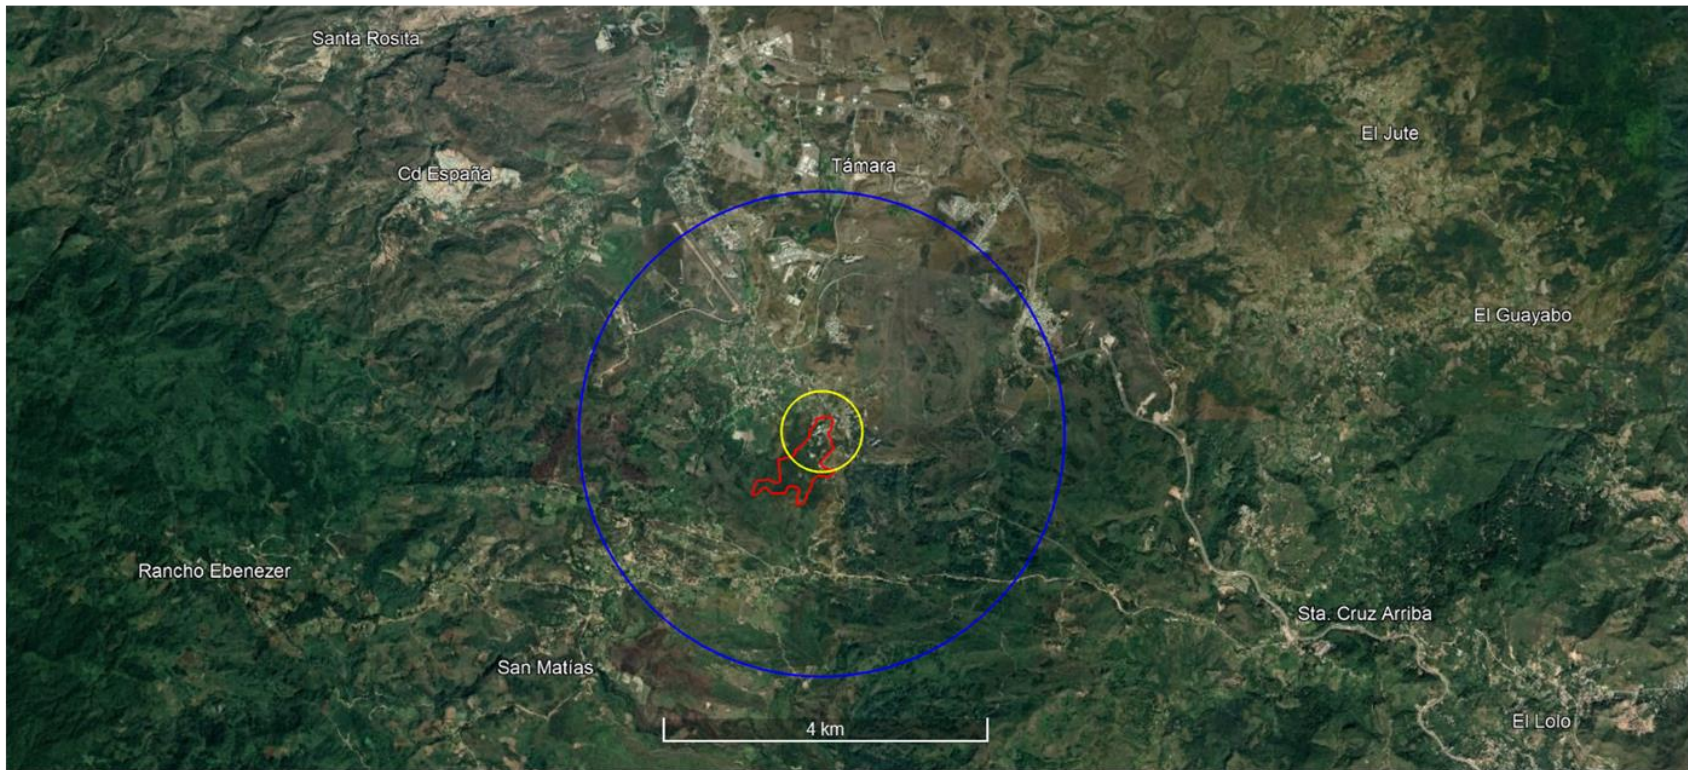 Santa Rosita
El Jute
Támara
Cd España
El Guayabo
Rancho Ebenezer
Sta. Cruz Arriba
San Matías
El Lolo
4 km